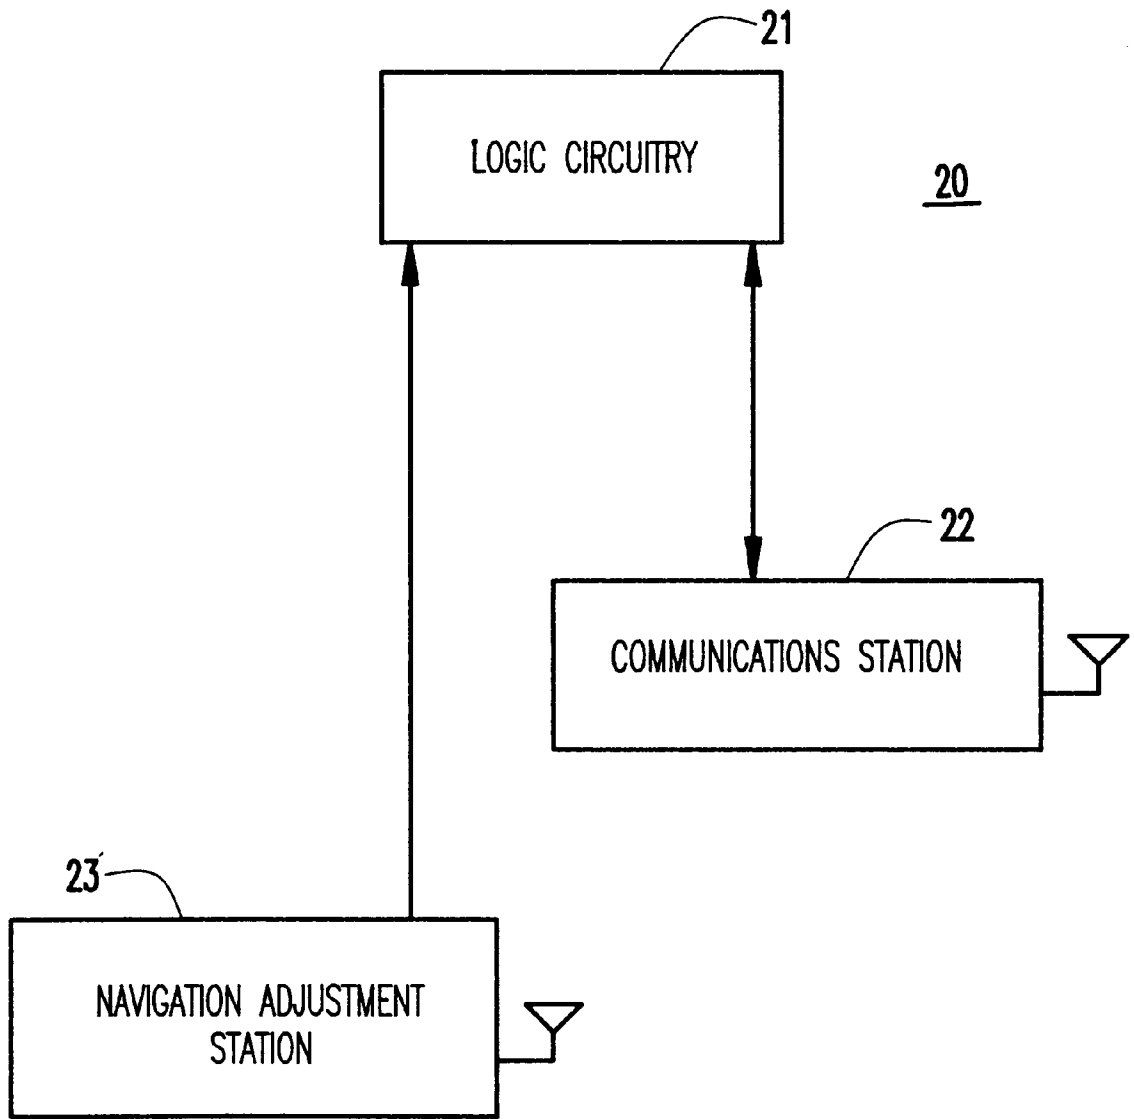 21
LOGIC CIRCUITRY
20
22
COMMUNICATIONS STATION
23
NAVIGATION ADJUSTMENT
STATION